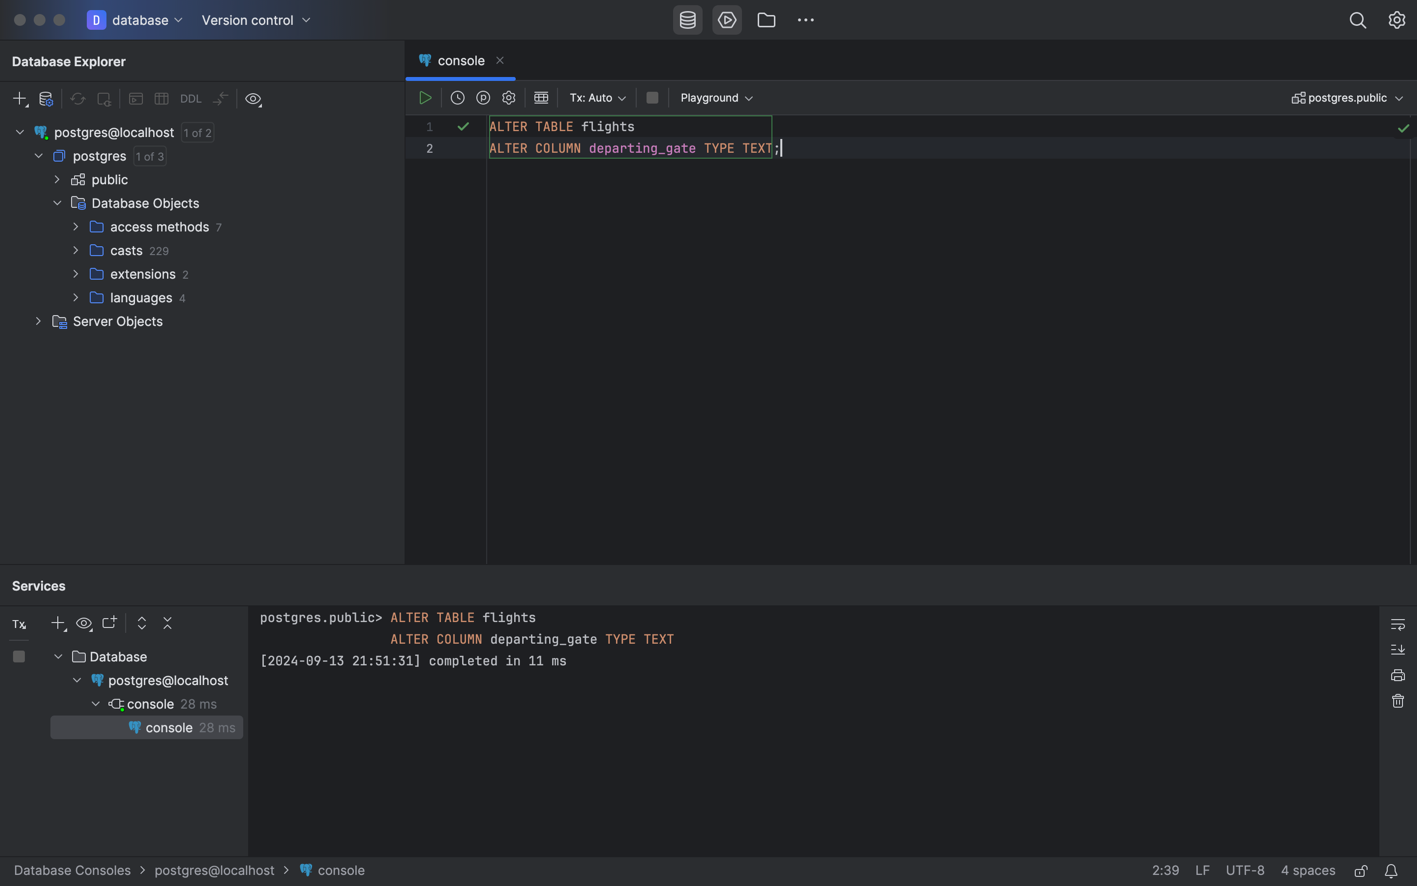 D database Version control
Database Explorer
DDL
postgres@localhost 1 of 2
postgres 1 of 3
public
Database Objects
access methods 7
casts 229
extensions 2
languages 4
Server Objects
console
Tx: Auto Playground postgres.public
1 ALTER TABLE flights
2 ALTER COLUMN departing_gate TYPE TEXT;
Services
Tx
Database
postgres@localhost
console 28 ms
console 28 ms
postgres.public> ALTER TABLE flights
ALTER COLUMN departing_gate TYPE TEXT
[2024-09-13 21:51:31] completed in 11 ms
Database Consoles > postgres@localhost > console 2:39 LF UTF-8 4 spaces